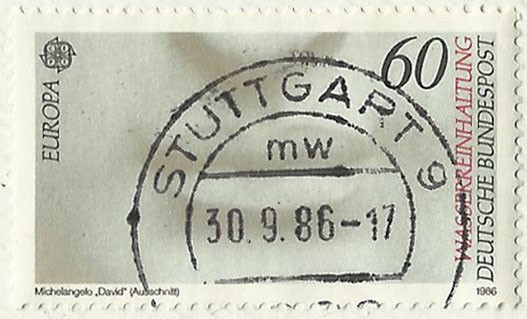 EUROPA
60
WASSERREINHALTUNG
DEUTSCHE BUNDESPOST
STUTTGART 9
mw
30.9.86-17
Michelangelo „David" (Ausschnitt)
1986